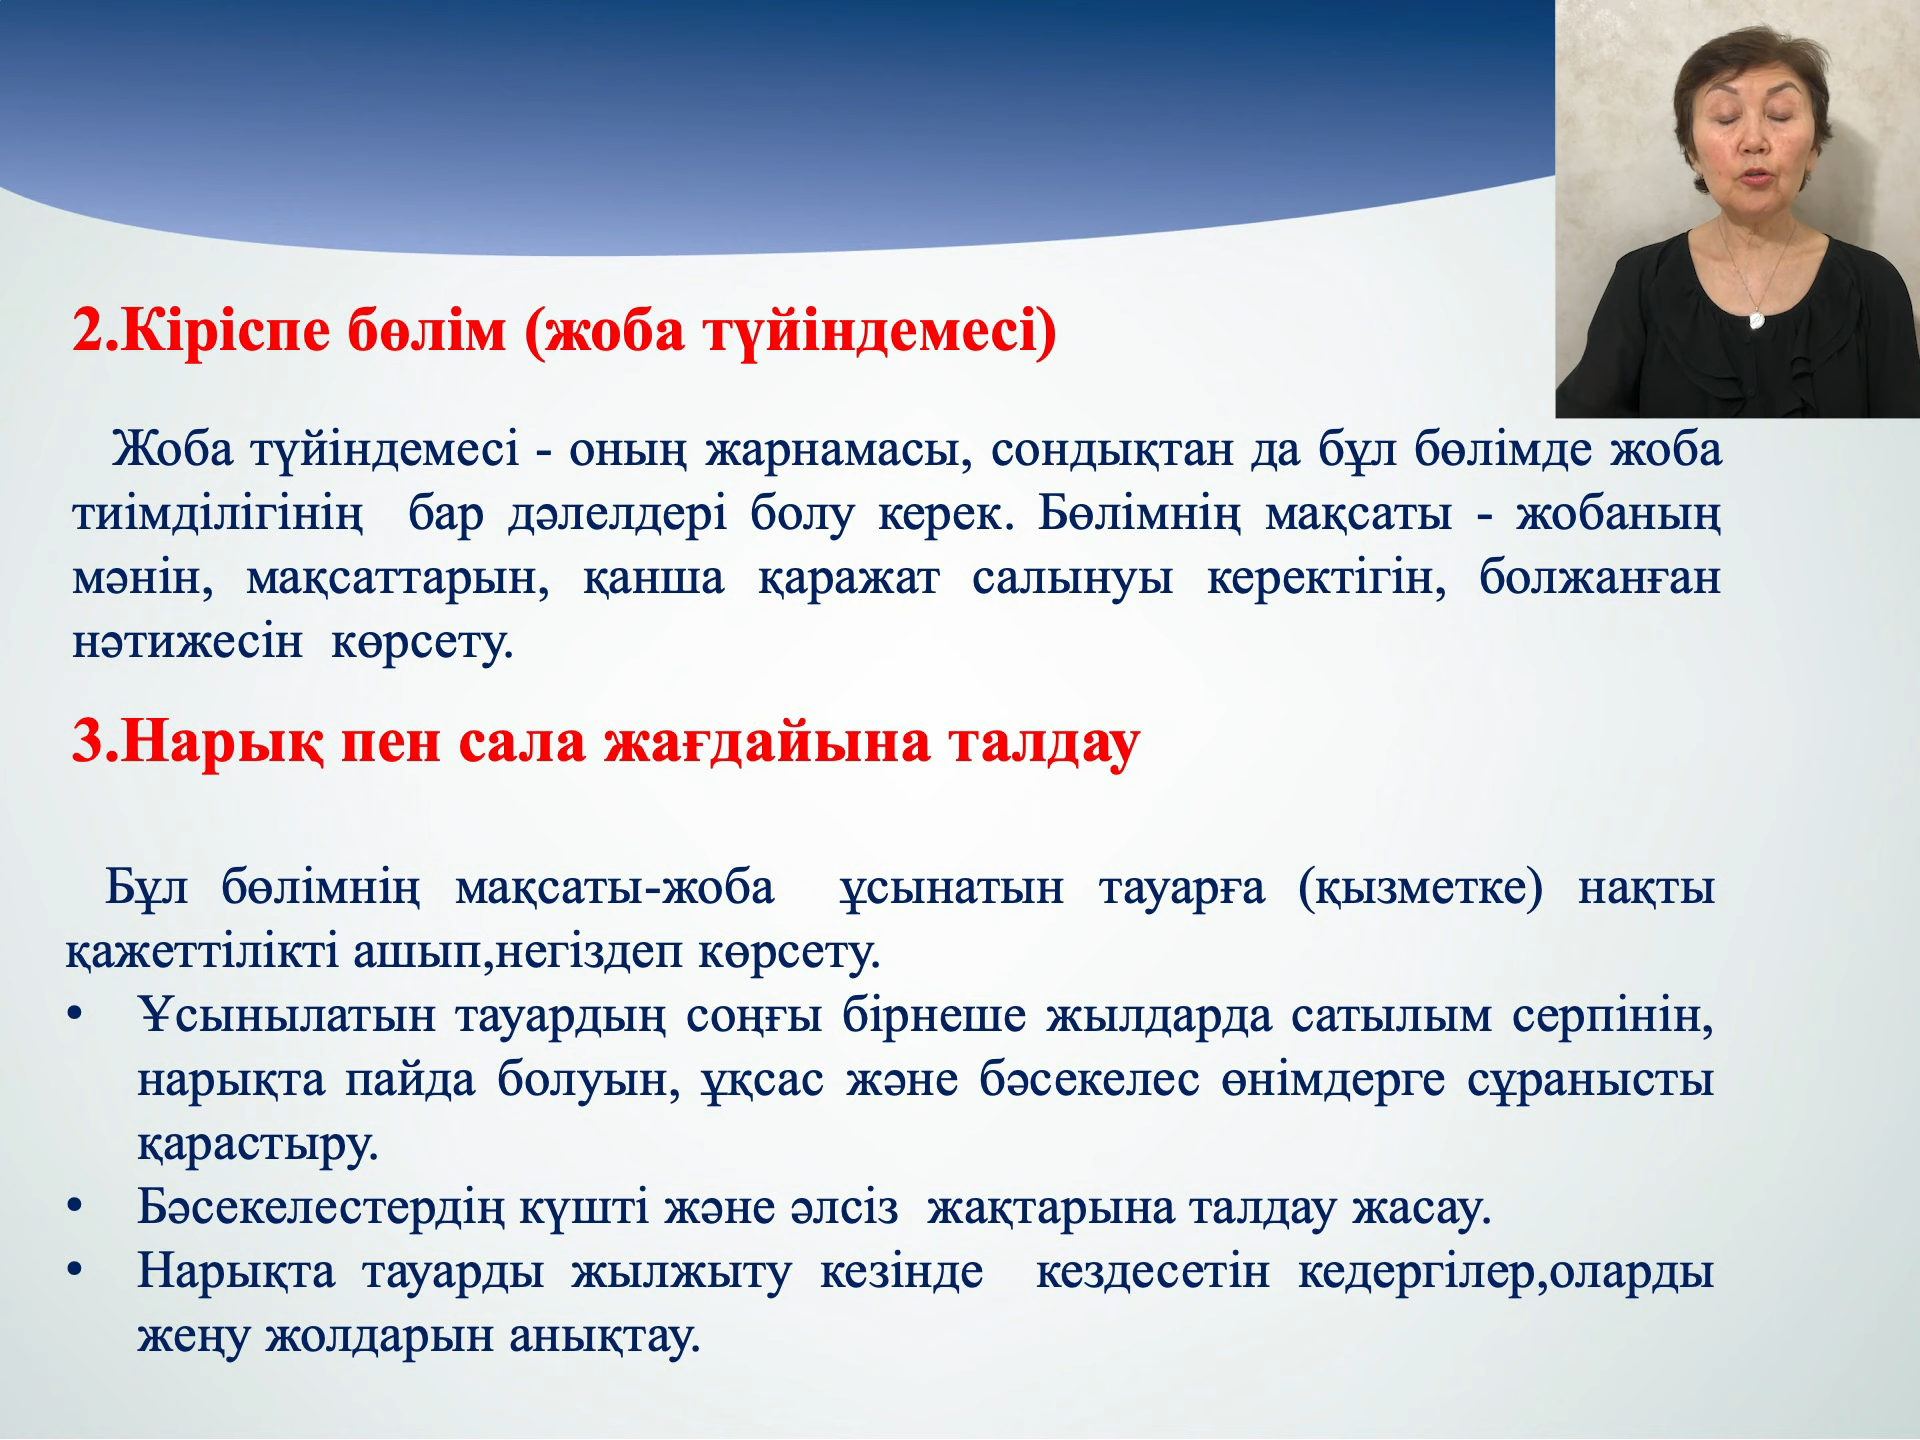 2.Кіріспе бөлім (жоба түйіндемесі)
Жоба түйіндемесі - оның жарнамасы, сондықтан да бұл бөлімде жоба
тиімділігінің бар дәлелдері болу керек. Бөлімнің мақсаты - жобаның
мәнін, мақсаттарын, қанша қаражат салынуы керектігін, болжанған
нәтижесін көрсету.
3.Нарық пен сала жағдайына талдау
Бұл бөлімнің мақсаты-жоба ұсынатын тауарға (қызметке) нақты
қажеттілікті ашып,негіздеп көрсету.
• Ұсынылатын тауардың соңғы бірнеше жылдарда сатылым серпінін,
нарықта пайда болуын, ұқсас және бәсекелес өнімдерге сұранысты
қарастыру.
• Бәсекелестердің күшті және әлсіз жақтарына талдау жасау.
• Нарықта тауарды жылжыту кезінде кездесетін кедергілер,оларды
жеңу жолдарын анықтау.